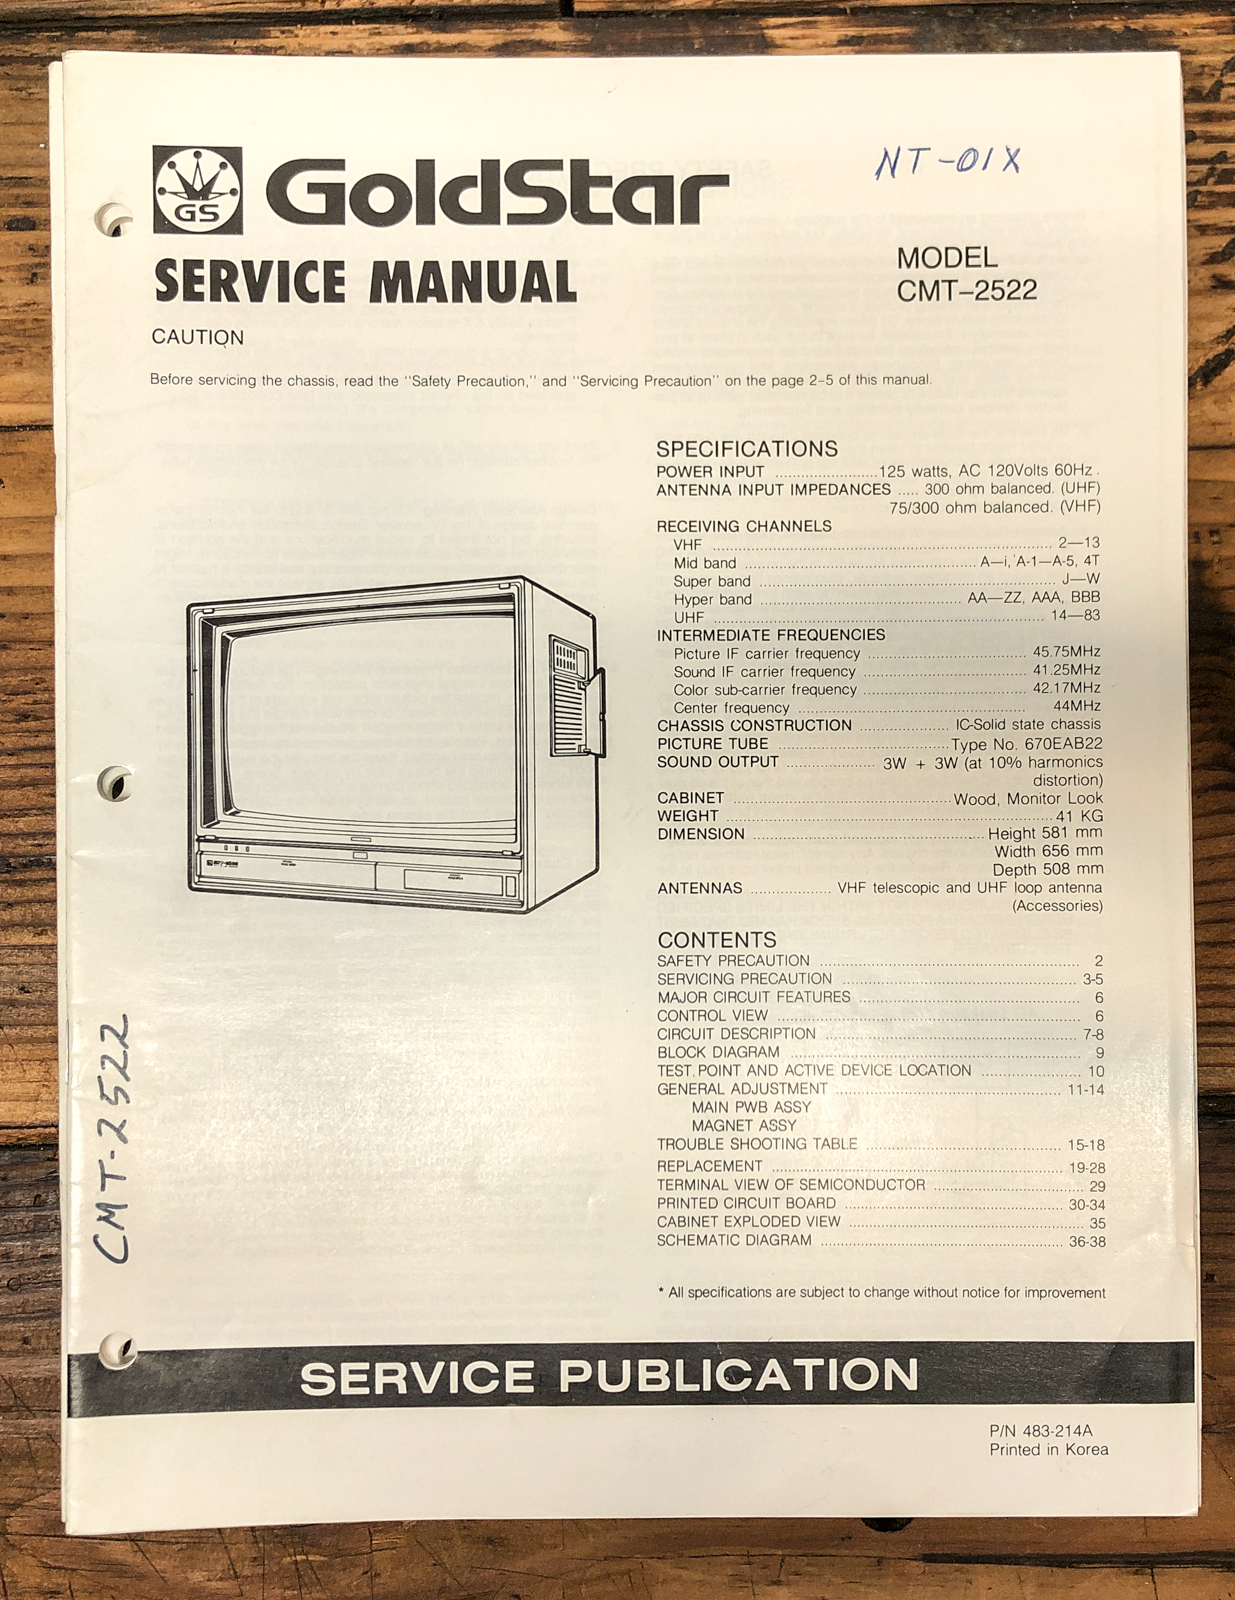 NT-01X
GS GoldStar
SERVICE MANUAL
MODEL
CMT-2522
CAUTION
Before servicing the chassis, read the "Safety Precaution," and "Servicing Precaution" on the page 2-5 of this manual.
SPECIFICATIONS
POWER INPUT ........................125 watts, AC 120Volts 60Hz.
ANTENNA INPUT IMPEDANCES ..... 300 ohm balanced. (UHF)
75/300 ohm balanced. (VHF)
RECEIVING CHANNELS
VHF ........................ 2—13
Mid band ........................ A—i, A-1—A-5, 4T
Super band ........................ J—W
Hyper band ........................ AA—ZZ, AAA, BBB
UHF ........................ 14—83
INTERMEDIATE FREQUENCIES
Picture IF carrier frequency ........................ 45.75MHz
Sound IF carrier frequency ........................ 41.25MHz
Color sub-carrier frequency ........................ 42.17MHz
Center frequency ........................ 44MHz
CHASSIS CONSTRUCTION ........................ IC-Solid state chassis
PICTURE TUBE ........................ Type No. 670EAB22
SOUND OUTPUT ........................ 3W + 3W (at 10% harmonics
distortion)
CABINET ........................ Wood, Monitor Look
WEIGHT ........................ 41 KG
DIMENSION ........................ Height 581 mm
Width 656 mm
Depth 508 mm
ANTENNAS ................... VHF telescopic and UHF loop antenna
(Accessories)
CONTENTS
SAFETY PRECAUTION ........................ 2
SERVICING PRECAUTION ........................ 3-5
MAJOR CIRCUIT FEATURES ........................ 6
CONTROL VIEW ........................ 6
CIRCUIT DESCRIPTION ........................ 7-8
BLOCK DIAGRAM ........................ 9
TEST POINT AND ACTIVE DEVICE LOCATION ........................ 10
GENERAL ADJUSTMENT ........................ 11-14
MAIN PWB ASSY
MAGNET ASSY
TROUBLE SHOOTING TABLE ........................ 15-18
REPLACEMENT ........................ 19-28
TERMINAL VIEW OF SEMICONDUCTOR ........................ 29
PRINTED CIRCUIT BOARD ........................ 30-34
CABINET EXPLODED VIEW ........................ 35
SCHEMATIC DIAGRAM ........................ 36-38
* All specifications are subject to change without notice for improvement
CMT-2522
SERVICE PUBLICATION
P/N 483-214A
Printed in Korea